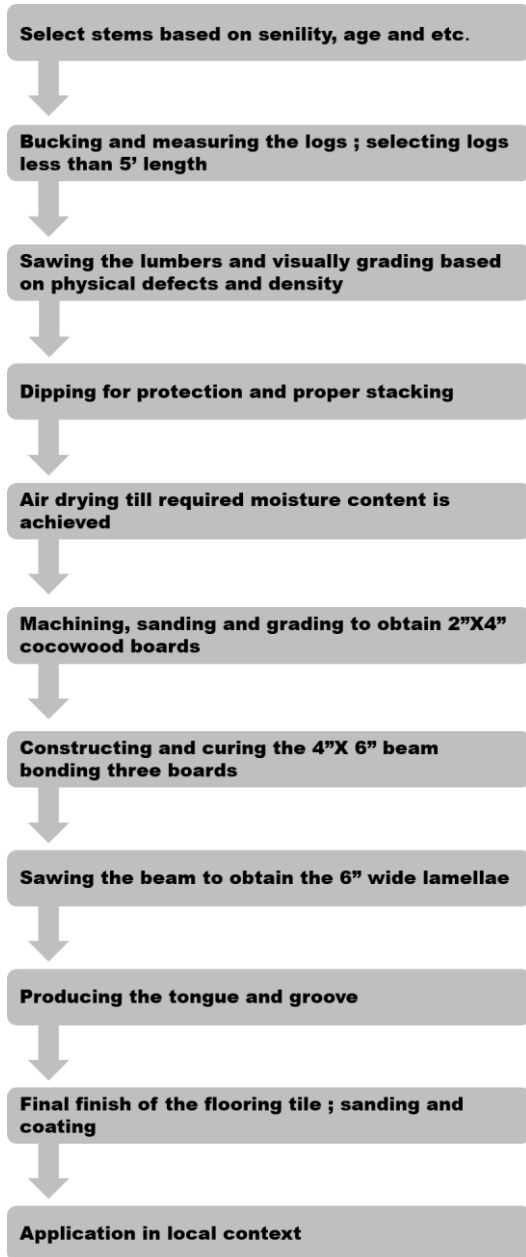 Select stems based on senility, age and etc.
Bucking and measuring the logs ; selecting logs
less than 5’ length
Sawing the lumbers and visually grading based
on physical defects and density
Dipping for protection and proper stacking
Air drying till required moisture content is
achieved
Machining, sanding and grading to obtain 2”X4”
cocowood boards
Constructing and curing the 4”X 6” beam
bonding three boards
Sawing the beam to obtain the 6” wide lamellae
Producing the tongue and groove
Final finish of the flooring tile ; sanding and
coating
Application in local context